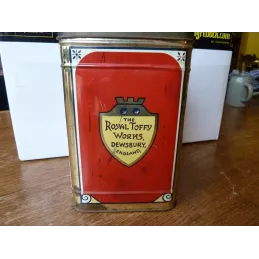 THE
ROYAL TOFFY
WORKS,
DEWSBURY,
ENGLAND.